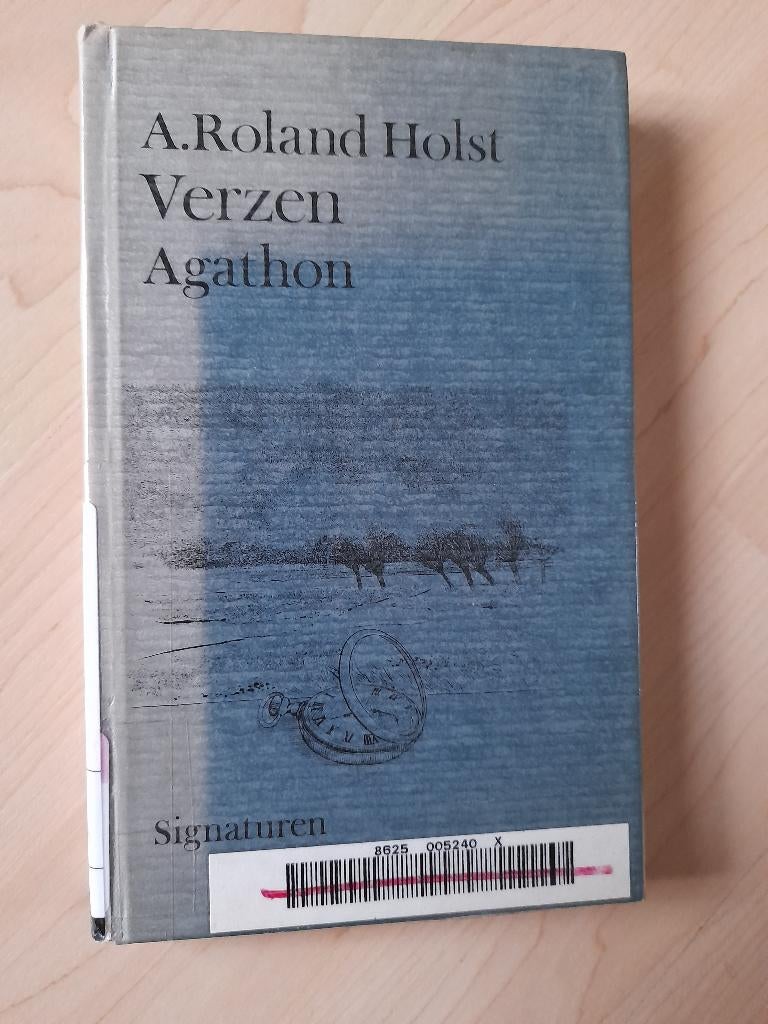 A.Roland Holst
Verzen
Agathon
Signaturen
8625 005240 X